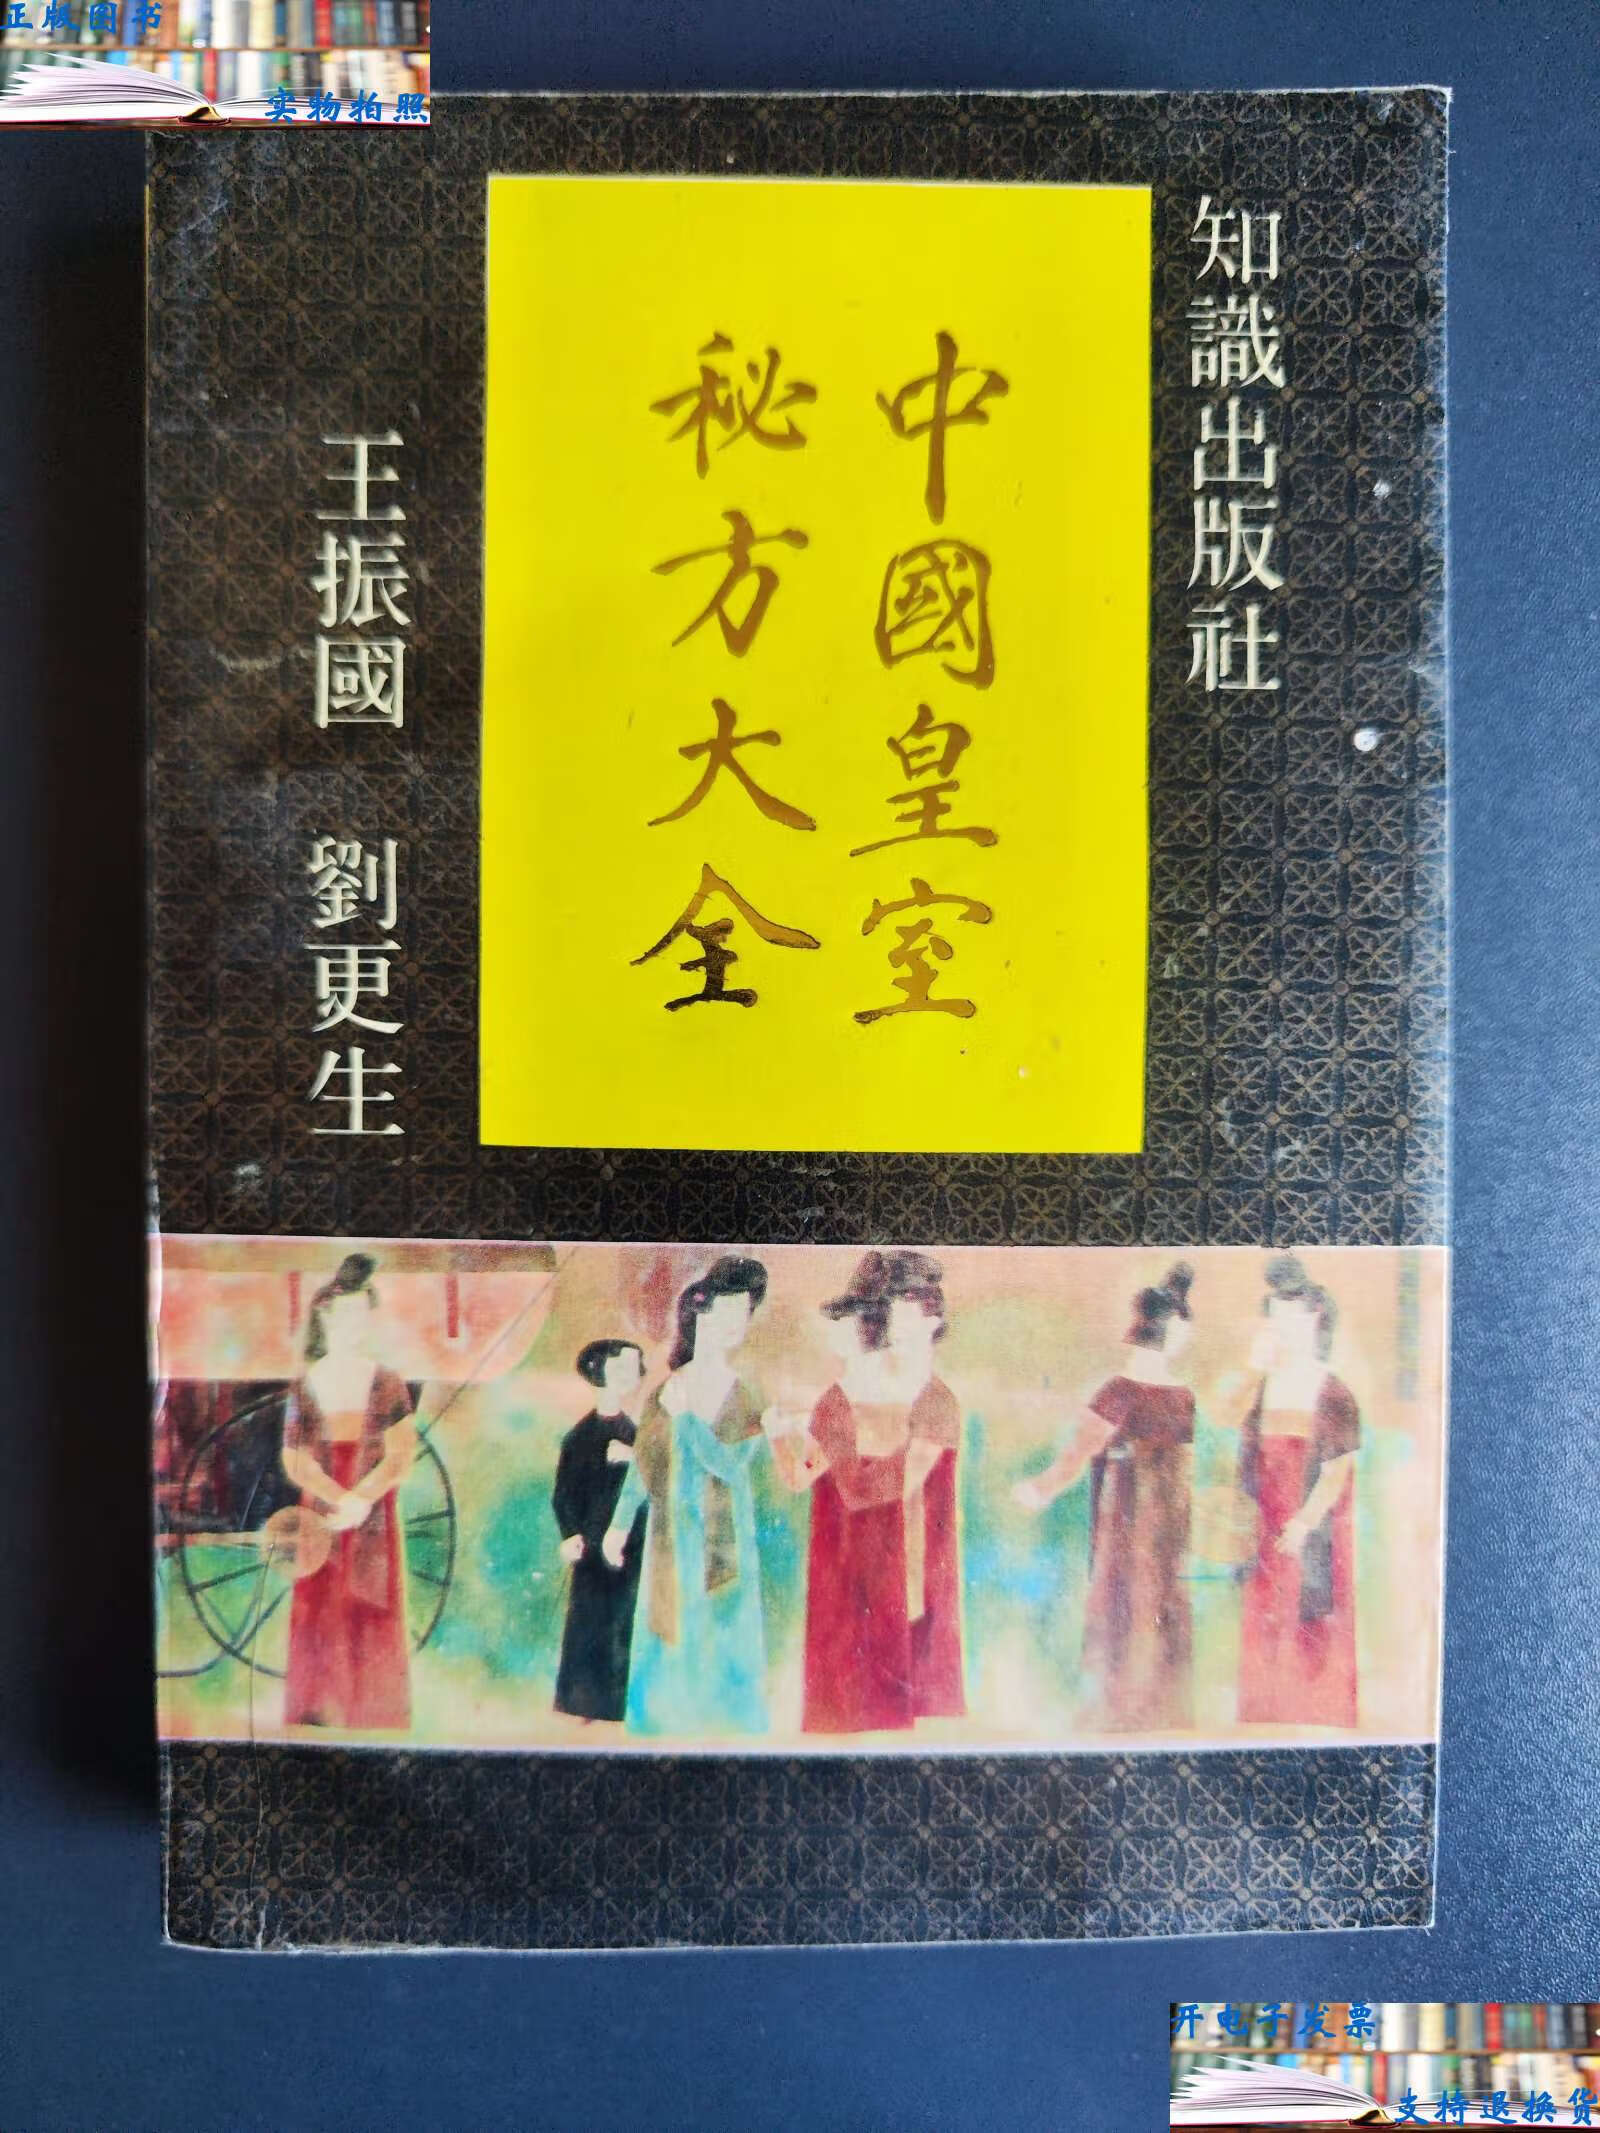 正版图书
实物拍照
知識出版社
中國皇室
秘方大全
王振國 劉更生
开电子发票
支持退换货